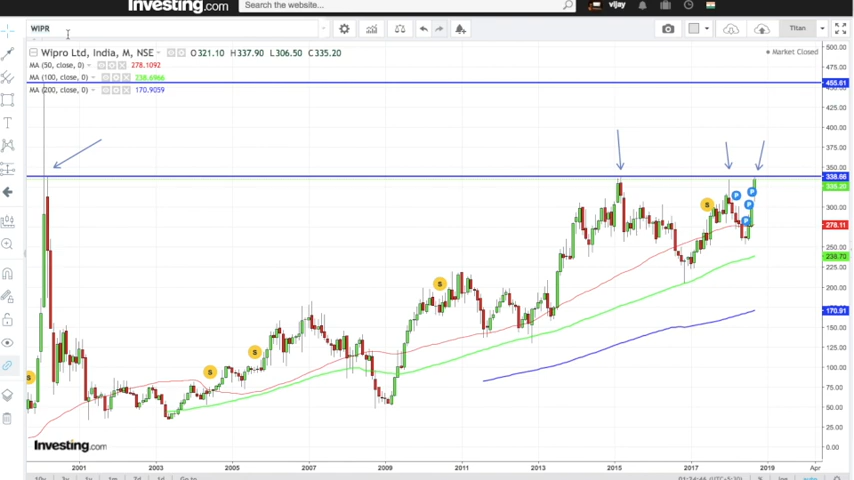 Investing.com
Search the website...
vijay
WIPR
Titan
Wipro Ltd, India, M, NSE O321.10 H337.90 L306.50 C335.20
Market Closed
MA (50, close, 0) 278.1092
MA (100, close, 0) 238.6966
MA (200, close, 0) 170.9059
500.00
475.00
455.61
425.00
400.00
375.00
350.00
338.66
335.20
300.00
278.11
250.00
238.70
225.00
200.00
170.91
150.00
125.00
100.00
75.00
50.00
25.00
0.00
S
S
S
S
S
P
P
P
P
Investing.com
2001
2003
2005
2007
2009
2011
2013
2015
2017
2019
Apr